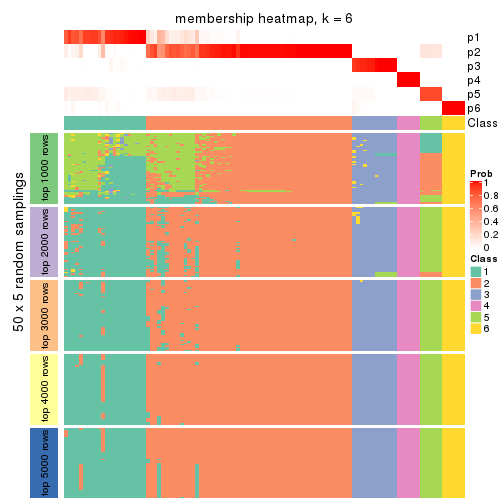 membership heatmap, k = 6
p1
p2
p3
p4
p5
p6
Class
50 x 5 random samplings
top 1000 rows
top 2000 rows
top 3000 rows
top 4000 rows
top 5000 rows
Prob
1
0.8
0.6
0.4
0.2
0
Class
1
2
3
4
5
6